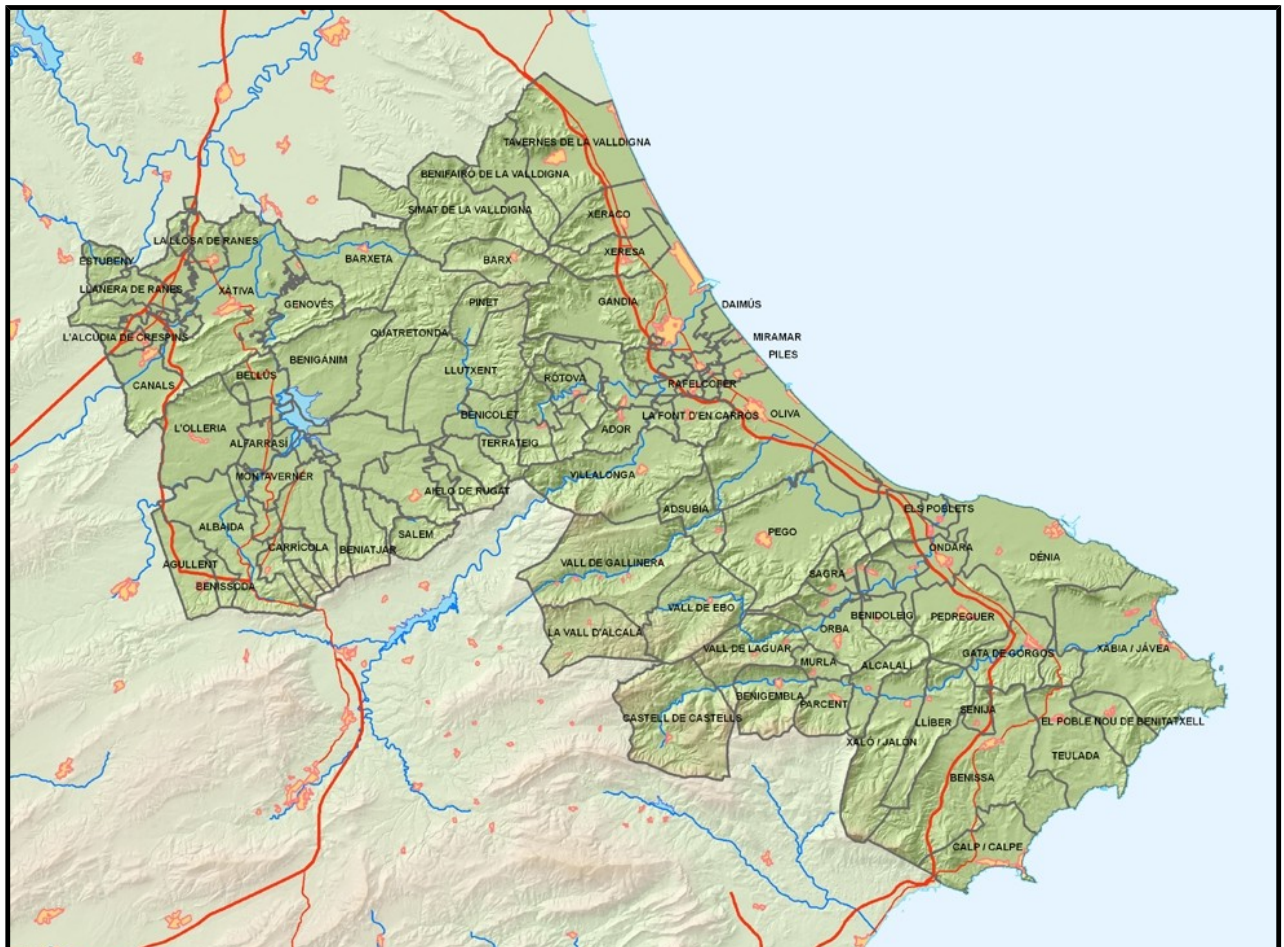 TAVERNES DE LA VALLDIGNA
BENIFAIRÓ DE LA VALLDIGNA
SIMAT DE LA VALLDIGNA
XERACO
LA LLOSA DE RANES
XERESA
BARXETA
BARX
ESTUBENY
LLANERA DE RANES
XÀTIVA
GENOVÉS
PINET
GANDIA
DAIMÚS
L'ALCÚDIA DE CRESPINS
QUATRETONDA
MIRAMAR
PILES
BENIGÀNIM
BELLÚS
LLUTXENT
CANALS
RÓTOVA
RAFELCOFER
BENICOLET
LA FONT D'EN CARRÒS
OLIVA
L'OLLERIA
ADOR
ALFARRASÍ
TERRATEIG
MONTAVERNER
VILLALONGA
AIELO DE RUGAT
ADSUBIA
ELS POBLETS
ALBAIDA
SALEM
PEGO
CARRÍCOLA
BENIATJAR
ONDARA
DÉNIA
AGULLENT
VALL DE GALLINERA
SAGRA
BENISSODA
VALL DE EBO
BENIDOLEIG
PEDREGUER
LA VALL D'ALCALÀ
ORBA
VALL DE LAGUAR
GATA DE GORGOS
XÀBIA / JÁVEA
MURLA
ALCALALÍ
BENIGEMBLA
PARCENT
SENIJA
CASTELL DE CASTELLS
LLÍBER
EL POBLE NOU DE BENITATXELL
XALÓ / JALÓN
TEULADA
BENISSA
CALP / CALPE